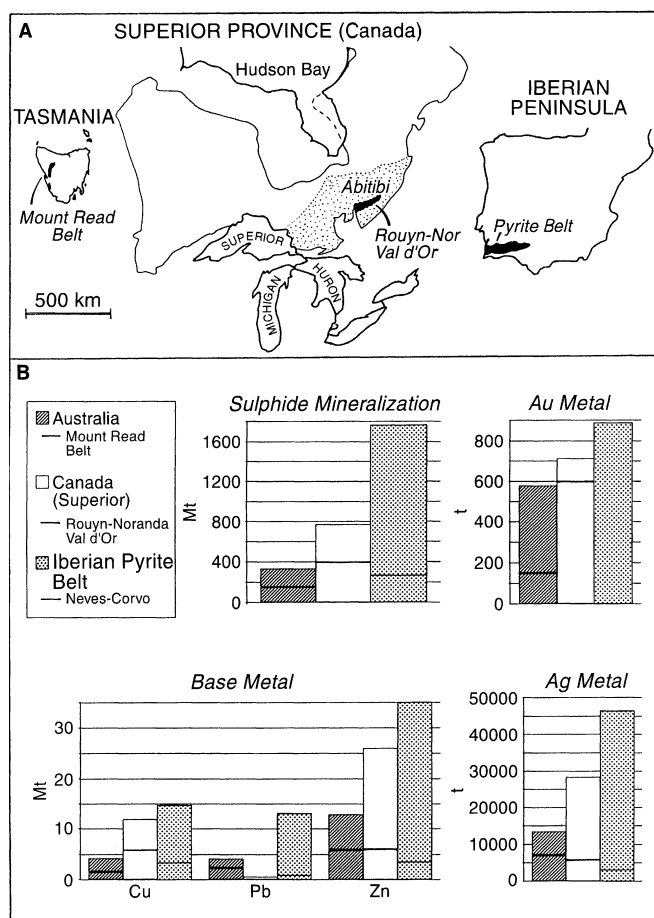 A
SUPERIOR PROVINCE (Canada)
Hudson Bay
TASMANIA
Mount Read
Belt
IBERIAN
PENINSULA
Abitibi
Rouyn-Nor
Val d'Or
Pyrite Belt
SUPERIOR
HURON
MICHIGAN
500 km
B
Australia
Mount Read
Belt
Canada
(Superior)
Rouyn-Noranda
Val d'Or
Iberian Pyrite
Belt
Neves-Corvo
Sulphide Mineralization
Mt
1600
1200
800
400
0
Au Metal
t
800
600
400
200
0
Base Metal
Mt
30
20
10
5
0
Cu
Pb
Zn
Ag Metal
t
50000
40000
30000
20000
10000
0